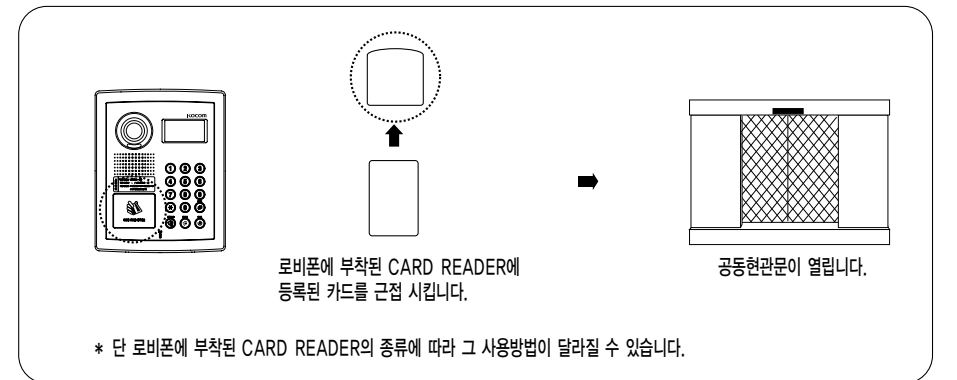 KOCOM
로비폰에 부착된 CARD READER에
등록된 카드를 근접 시킵니다.
공동현관문이 열립니다.
* 단 로비폰에 부착된 CARD READER의 종류에 따라 그 사용방법이 달라질 수 있습니다.